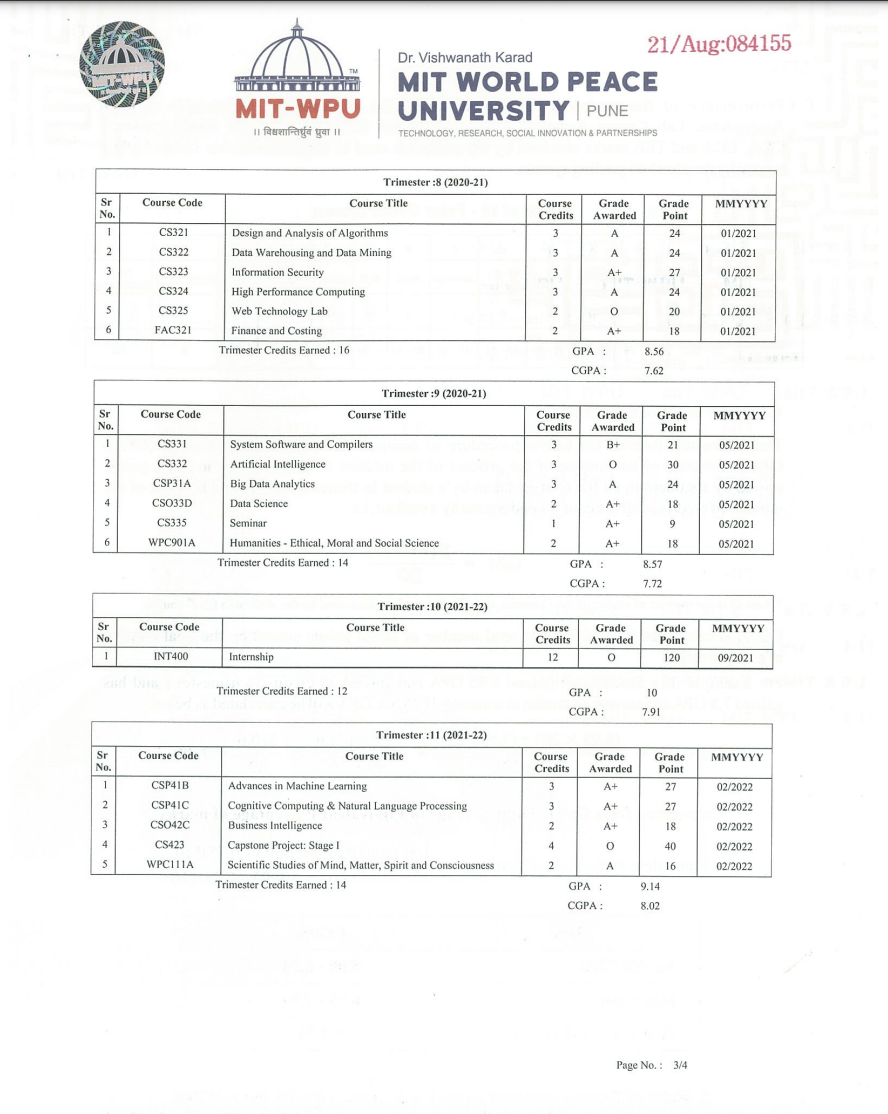 21/Aug:084155
MIT-WPU
TM
MIT-WPU
।। विश्वशान्तिर्ध्रुवं ध्रुवा ।।
Dr. Vishwanath Karad
MIT WORLD PEACE
UNIVERSITY | PUNE
TECHNOLOGY, RESEARCH, SOCIAL INNOVATION & PARTNERSHIPS
Trimester :8 (2020-21)
Sr No. Course Code Course Title Course Credits Grade Awarded Grade Point MMYYYY
1 CS321 Design and Analysis of Algorithms 3 A 24 01/2021
2 CS322 Data Warehousing and Data Mining 3 A 24 01/2021
3 CS323 Information Security 3 A+ 27 01/2021
4 CS324 High Performance Computing 3 A 24 01/2021
5 CS325 Web Technology Lab 2 O 20 01/2021
6 FAC321 Finance and Costing 2 A+ 18 01/2021
Trimester Credits Earned : 16 GPA : 8.56
CGPA : 7.62
Trimester :9 (2020-21)
Sr No. Course Code Course Title Course Credits Grade Awarded Grade Point MMYYYY
1 CS331 System Software and Compilers 3 B+ 21 05/2021
2 CS332 Artificial Intelligence 3 O 30 05/2021
3 CSP31A Big Data Analytics 3 A 24 05/2021
4 CSO33D Data Science 2 A+ 18 05/2021
5 CS335 Seminar 1 A+ 9 05/2021
6 WPC901A Humanities - Ethical, Moral and Social Science 2 A+ 18 05/2021
Trimester Credits Earned : 14 GPA : 8.57
CGPA : 7.72
Trimester :10 (2021-22)
Sr No. Course Code Course Title Course Credits Grade Awarded Grade Point MMYYYY
1 INT400 Internship 12 O 120 09/2021
Trimester Credits Earned : 12 GPA : 10
CGPA : 7.91
Trimester :11 (2021-22)
Sr No. Course Code Course Title Course Credits Grade Awarded Grade Point MMYYYY
1 CSP41B Advances in Machine Learning 3 A+ 27 02/2022
2 CSP41C Cognitive Computing & Natural Language Processing 3 A+ 27 02/2022
3 CSO42C Business Intelligence 2 A+ 18 02/2022
4 CS423 Capstone Project: Stage I 4 O 40 02/2022
5 WPC111A Scientific Studies of Mind, Matter, Spirit and Consciousness 2 A 16 02/2022
Trimester Credits Earned : 14 GPA : 9.14
CGPA : 8.02
Page No. : 3/4